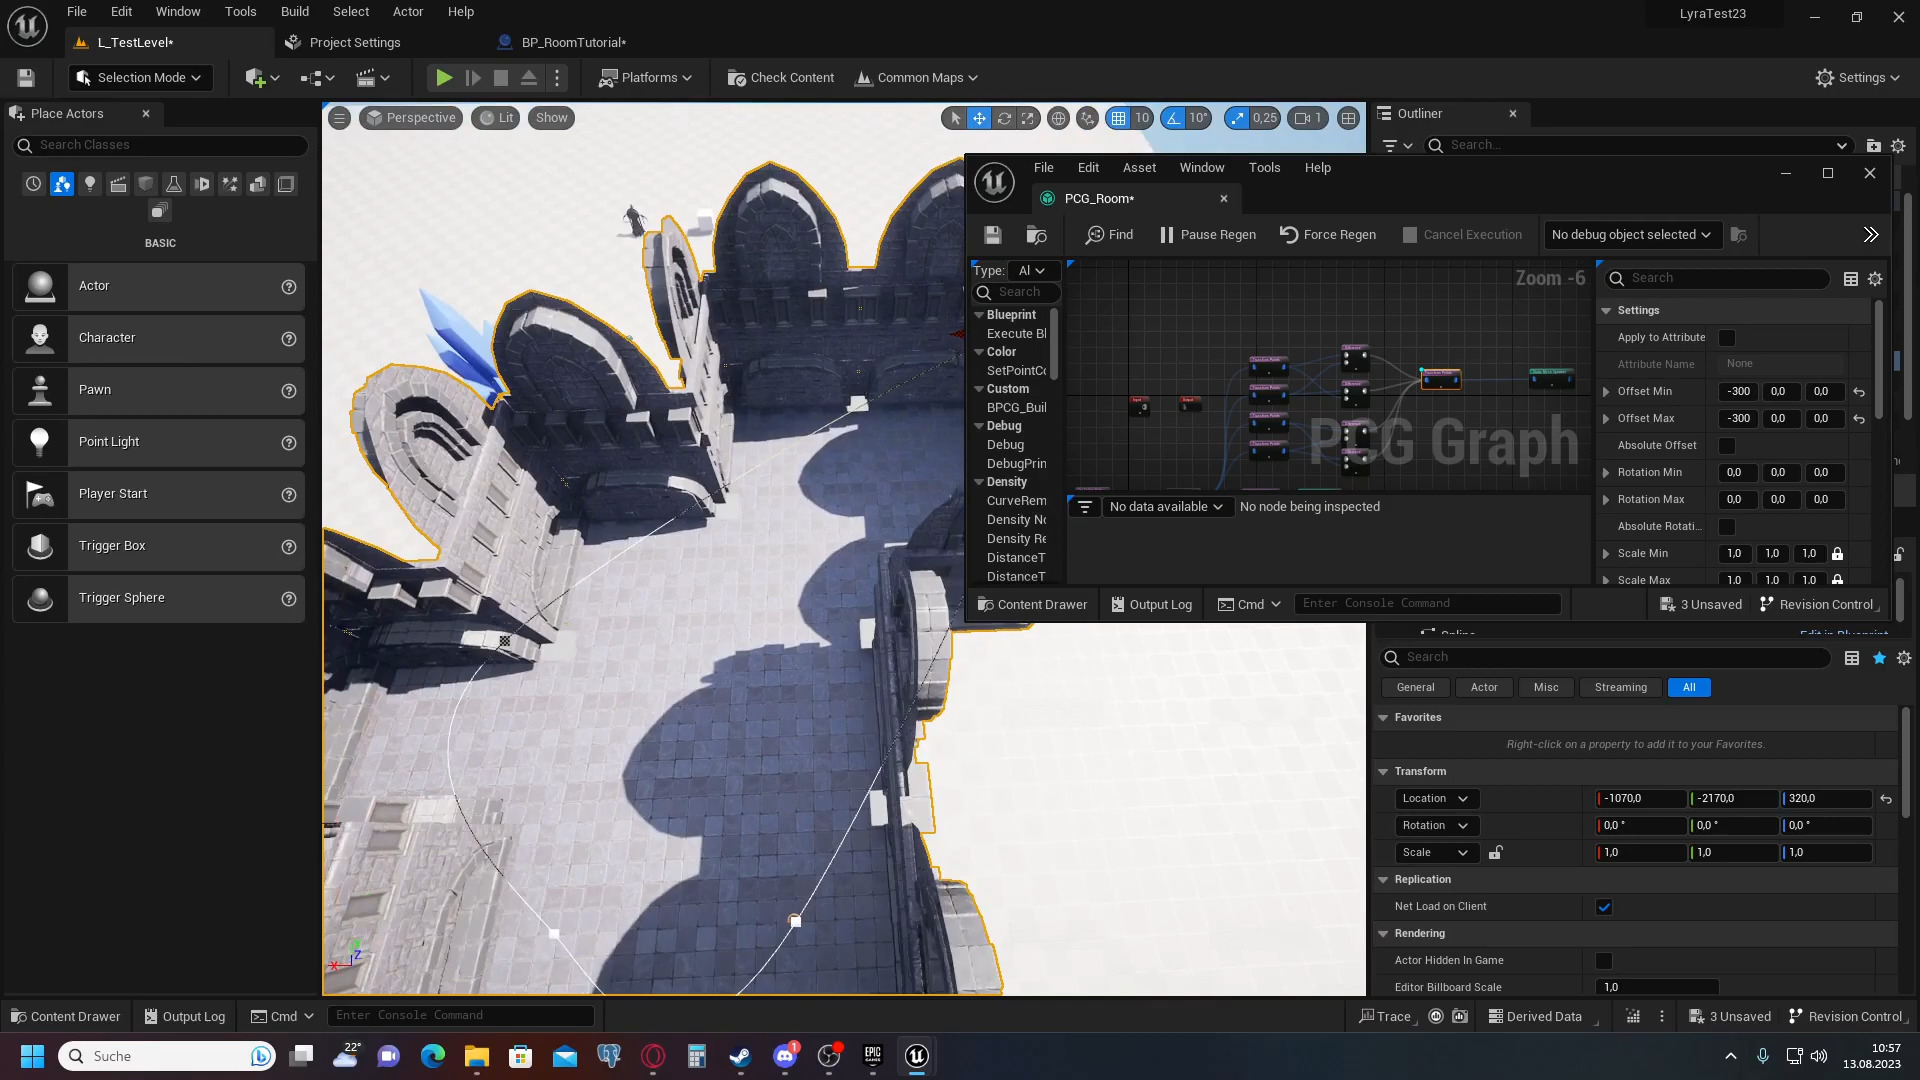 File Edit Window Tools Build Select Actor Help
LyraTest23
L_TestLevel*
Project Settings
BP_RoomTutorial*
Selection Mode
Platforms
Check Content
Common Maps
Settings
Place Actors
Search Classes
BASIC
Actor
Character
Pawn
Point Light
Player Start
Trigger Box
Trigger Sphere
Perspective
Lit
Show
10
10°
0,25
1
Outliner
Search...
File Edit Asset Window Tools Help
PCG_Room*
Find
Pause Regen
Force Regen
Cancel Execution
No debug object selected
Type: Al
Search
Blueprint
Execute Bl
Color
SetPointCo
Custom
BPCG_Buil
Debug
Debug
DebugPrin
Density
CurveRem
Density No
Density Re
DistanceT
DistanceT
Zoom -6
PCG Graph
No data available
No node being inspected
Search
Settings
Apply to Attribute
Attribute Name None
Offset Min -300 0,0 0,0
Offset Max -300 0,0 0,0
Absolute Offset
Rotation Min 0,0 0,0 0,0
Rotation Max 0,0 0,0 0,0
Absolute Rotati...
Scale Min 1,0 1,0 1,0
Scale Max 1,0 1,0 1,0
Content Drawer
Output Log
Cmd
Enter Console Command
3 Unsaved
Revision Control
Spline
Edit in Blueprint
Search
General
Actor
Misc
Streaming
All
Favorites
Right-click on a property to add it to your Favorites.
Transform
Location -1070,0 -2170,0 320,0
Rotation 0,0 ° 0,0 ° 0,0 °
Scale 1,0 1,0 1,0
Replication
Net Load on Client
Rendering
Actor Hidden In Game
Editor Billboard Scale 1,0
X
Z
Content Drawer
Output Log
Cmd
Enter Console Command
Trace
Derived Data
3 Unsaved
Revision Control
Suche
22°
1
EPIC GAMES
10:57
13.08.2023